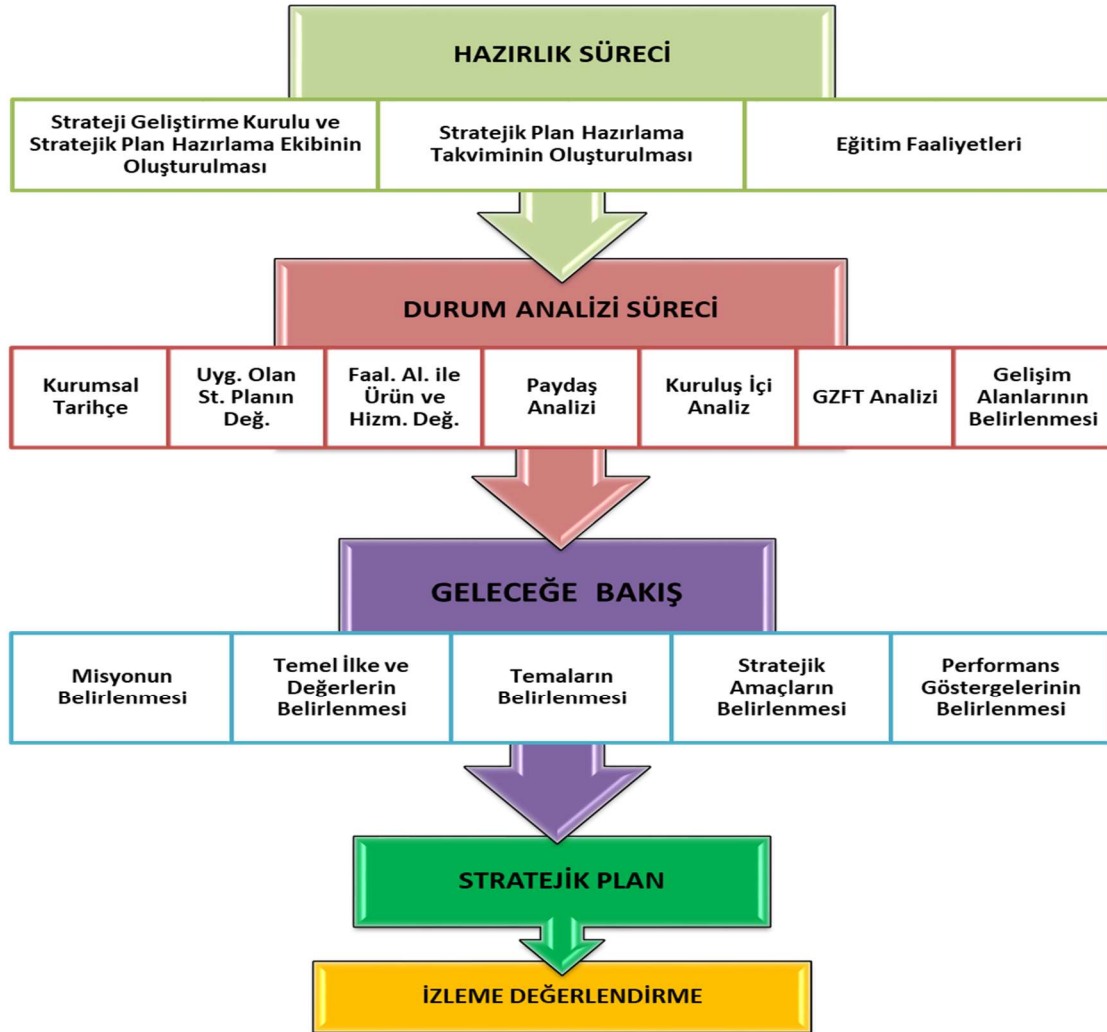 HAZIRLIK SÜRECİ
Strateji Geliştirme Kurulu ve
Stratejik Plan Hazırlama Ekibinin
Oluşturulması
Stratejik Plan Hazırlama
Takviminin Oluşturulması
Eğitim Faaliyetleri
DURUM ANALİZİ SÜRECİ
Kurumsal
Tarihçe
Uyg. Olan
St. Planın
Değ.
Faal. Al. ile
Ürün ve
Hizm. Değ.
Paydaş
Analizi
Kuruluş İçi
Analiz
GZFT Analizi
Gelişim
Alanlarının
Belirlenmesi
GELECEĞE BAKIŞ
Misyonun
Belirlenmesi
Temel İlke ve
Değerlerin
Belirlenmesi
Temaların
Belirlenmesi
Stratejik
Amaçların
Belirlenmesi
Performans
Göstergelerinin
Belirlenmesi
STRATEJİK PLAN
İZLEME DEĞERLENDİRME